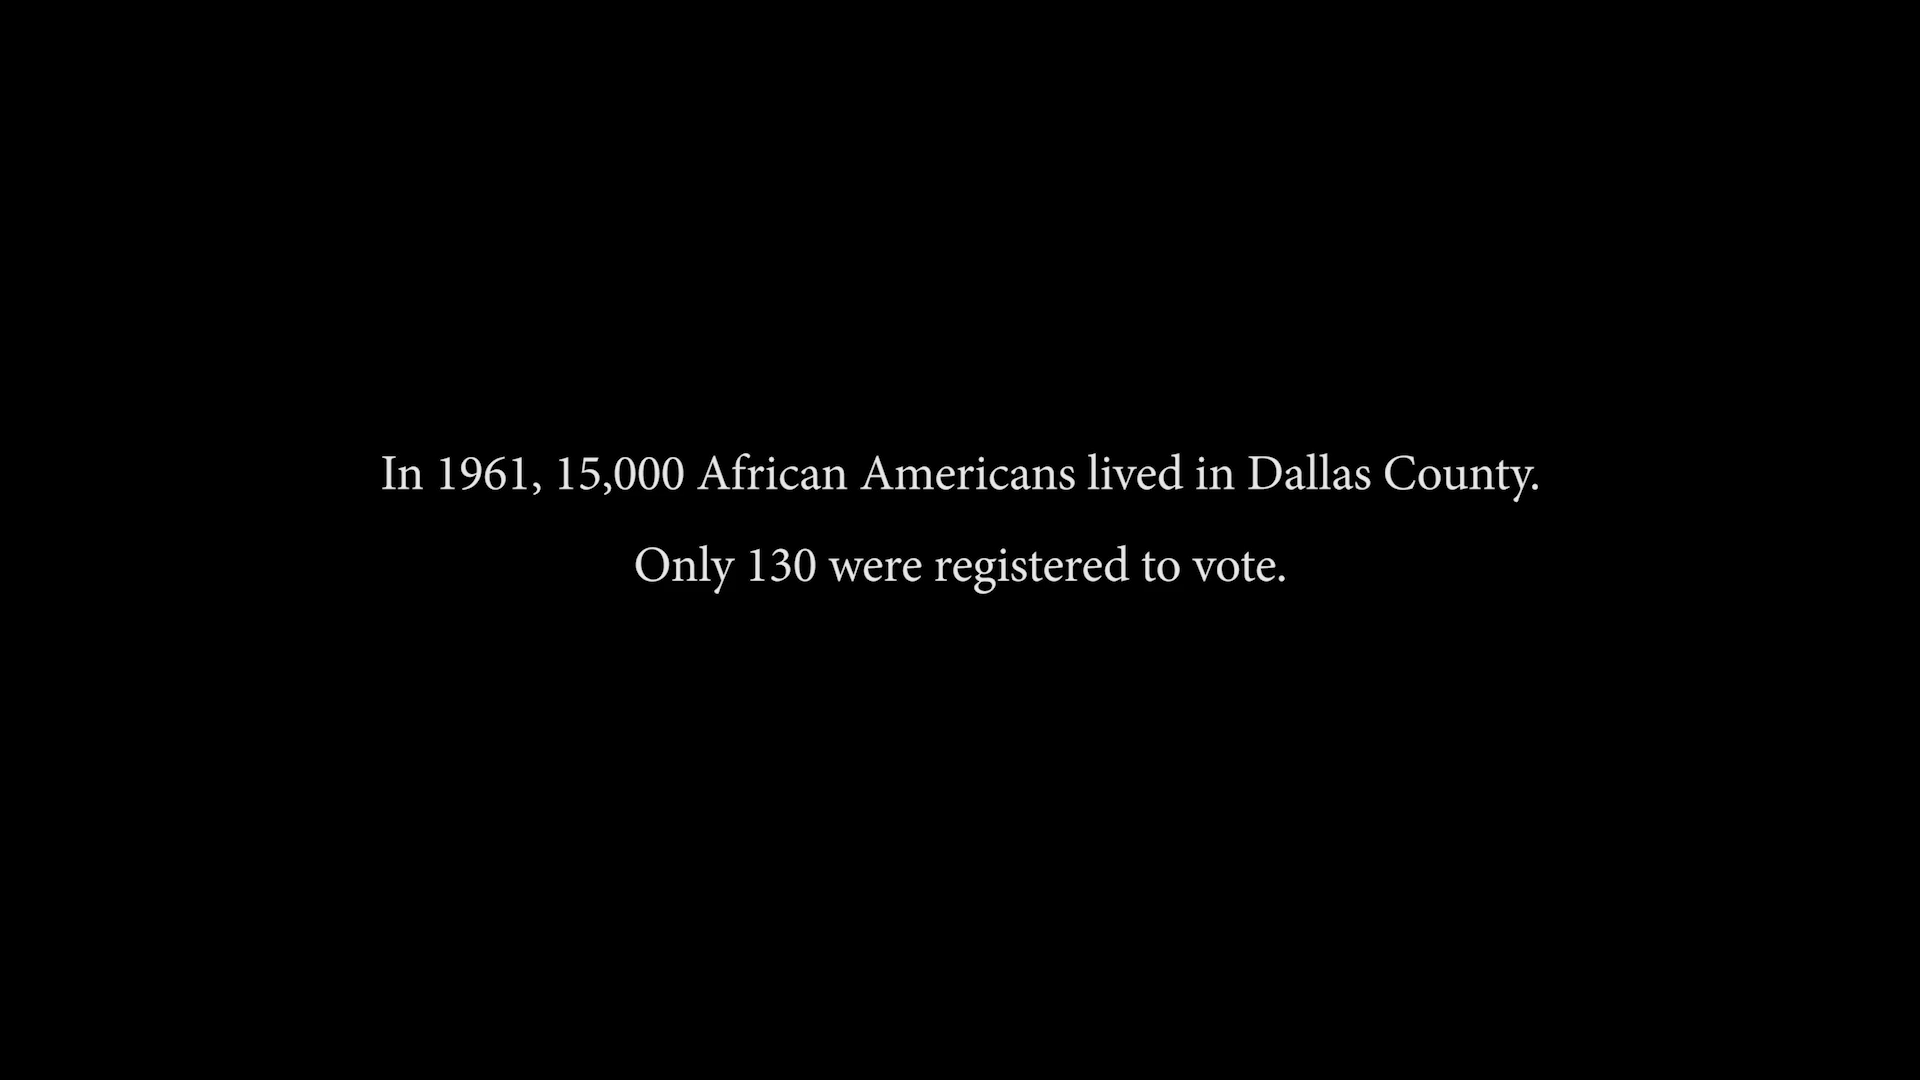 In 1961, 15,000 African Americans lived in Dallas County.
Only 130 were registered to vote.